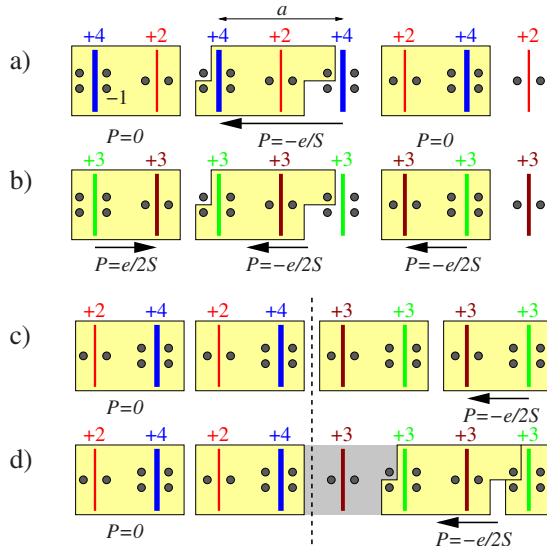 a
+4 +2 +4 +2 +4 +2 +4 +2
a)
−1
P=0 P=−e/S P=0
+3 +3 +3 +3 +3 +3 +3 +3
b)
P=e/2S P=−e/2S P=−e/2S
+2 +4 +2 +4 +3 +3 +3 +3
c)
P=0 P=−e/2S
+2 +4 +2 +4 +3 +3 +3 +3
d)
P=0 P=−e/2S